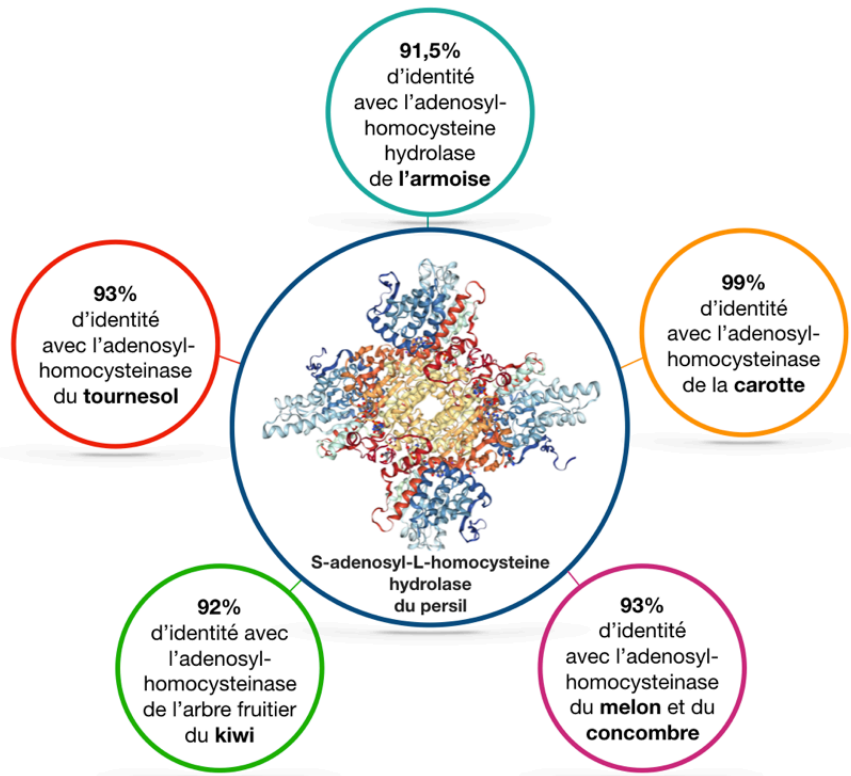 91,5%
d'identité
avec l'adenosyl-
homocysteine
hydrolase
de l'armoise
93%
d'identité
avec l'adenosyl-
homocysteinase
du tournesol
99%
d'identité
avec l'adenosyl-
homocysteinase
de la carotte
S-adenosyl-L-homocysteine
hydrolase
du persil
92%
d'identité avec
l'adenosyl-
homocysteinase
de l'arbre fruitier
du kiwi
93%
d'identité
avec l'adenosyl-
homocysteinase
du melon et du
concombre